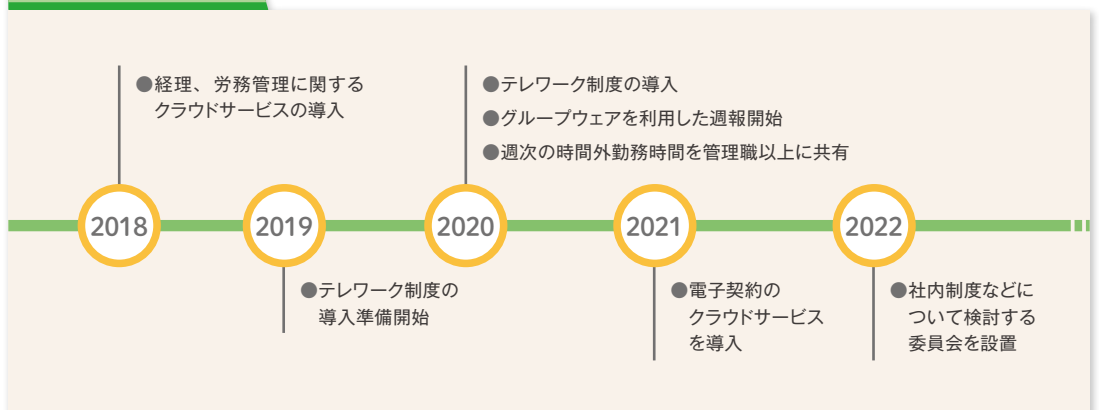 ●経理、労務管理に関する
クラウドサービスの導入
●テレワーク制度の導入
●グループウェアを利用した週報開始
●週次の時間外勤務時間を管理職以上に共有
2018
2019
2020
2021
2022
●テレワーク制度の
導入準備開始
●電子契約の
クラウドサービス
を導入
●社内制度などに
ついて検討する
委員会を設置